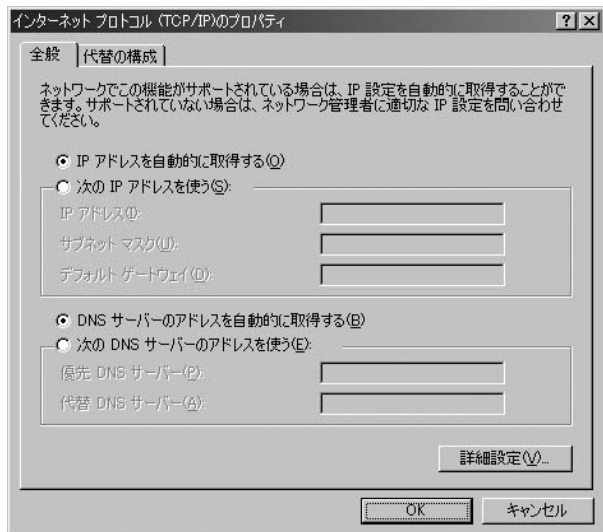 インターネット プロトコル (TCP/IP)のプロパティ
全般
代替の構成
ネットワークでこの機能がサポートされている場合は、IP 設定を自動的に取得することがで
きます。サポートされていない場合は、ネットワーク管理者に適切な IP 設定を問い合わせ
てください。
IP アドレスを自動的に取得する(O)
次の IP アドレスを使う(S):
IP アドレス(I):
サブネット マスク(U):
デフォルト ゲートウェイ(D):
DNS サーバーのアドレスを自動的に取得する(B)
次の DNS サーバーのアドレスを使う(E):
優先 DNS サーバー(P):
代替 DNS サーバー(A):
詳細設定(V)...
OK
キャンセル